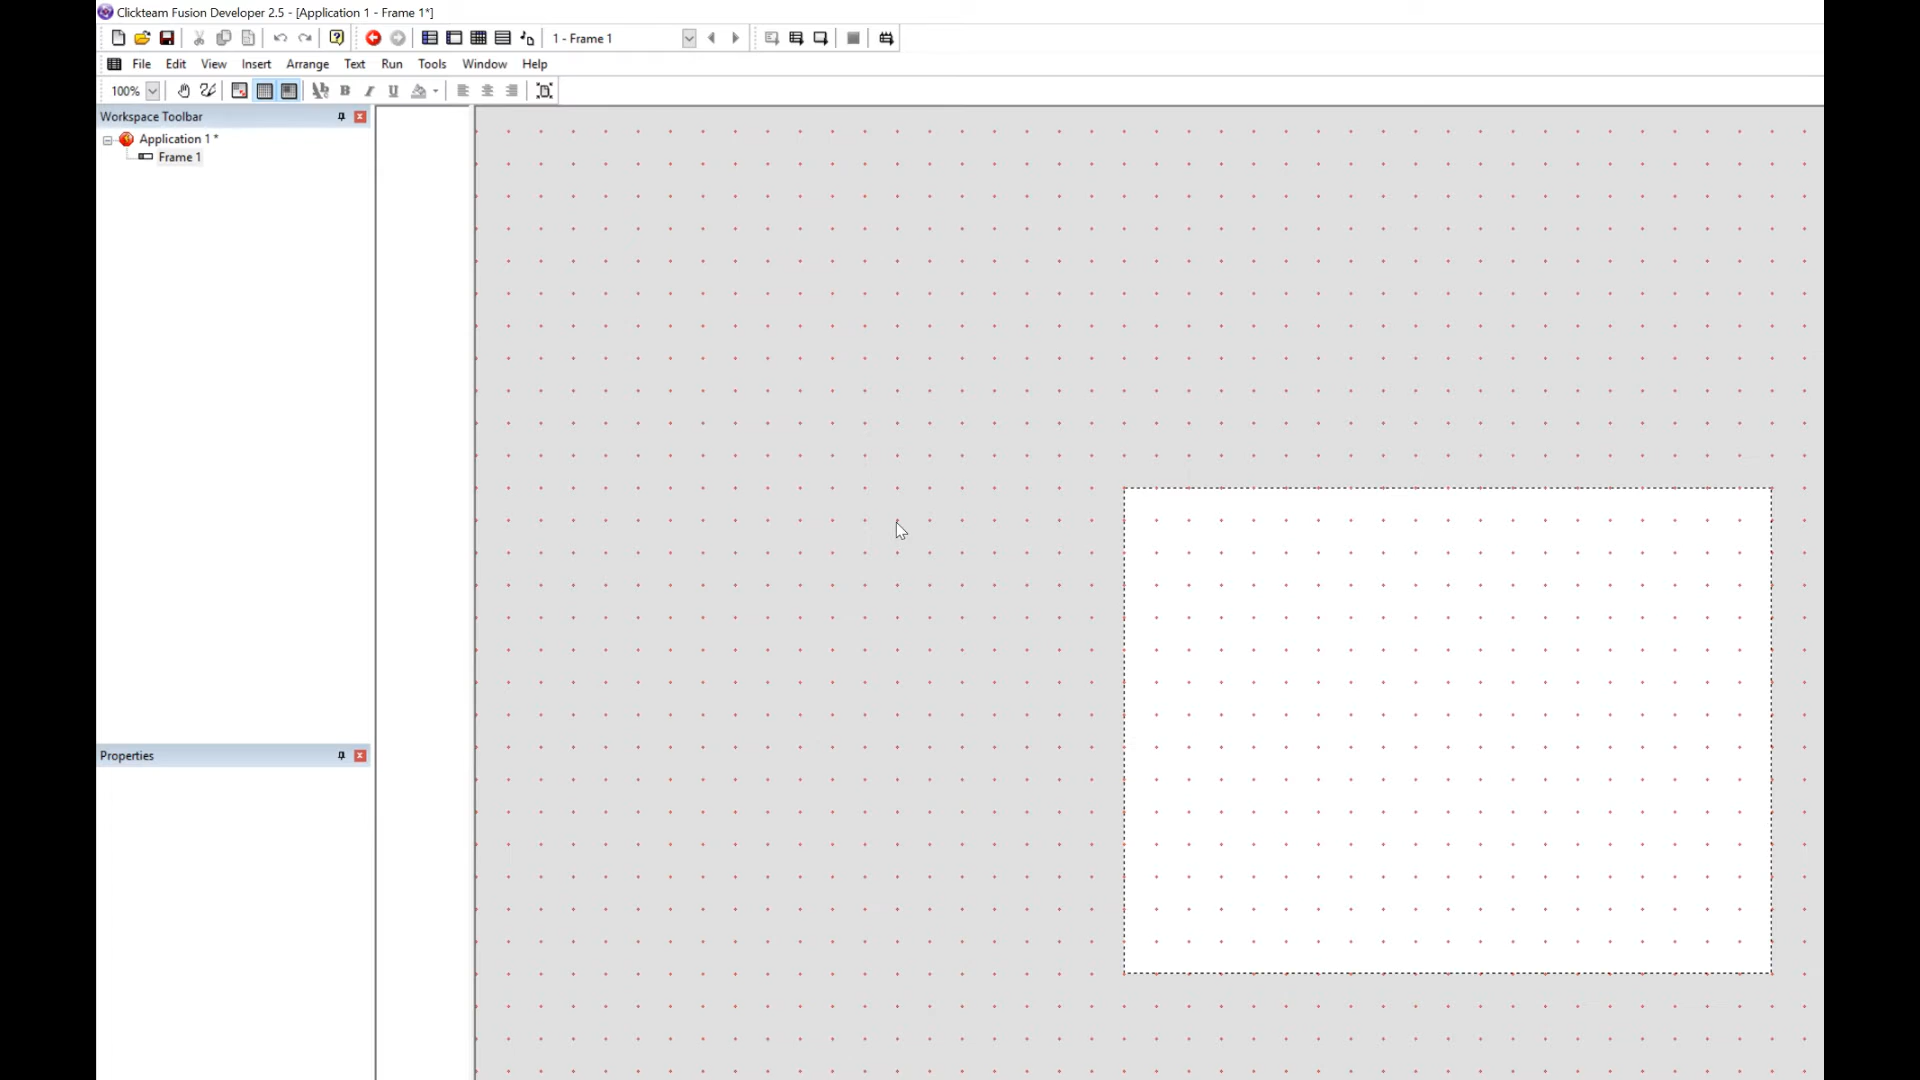 Clickteam Fusion Developer 2.5 - [Application 1 - Frame 1*]
1 - Frame 1
File Edit View Insert Arrange Text Run Tools Window Help
100% B I U
Workspace Toolbar
Application 1 *
Frame 1
Properties